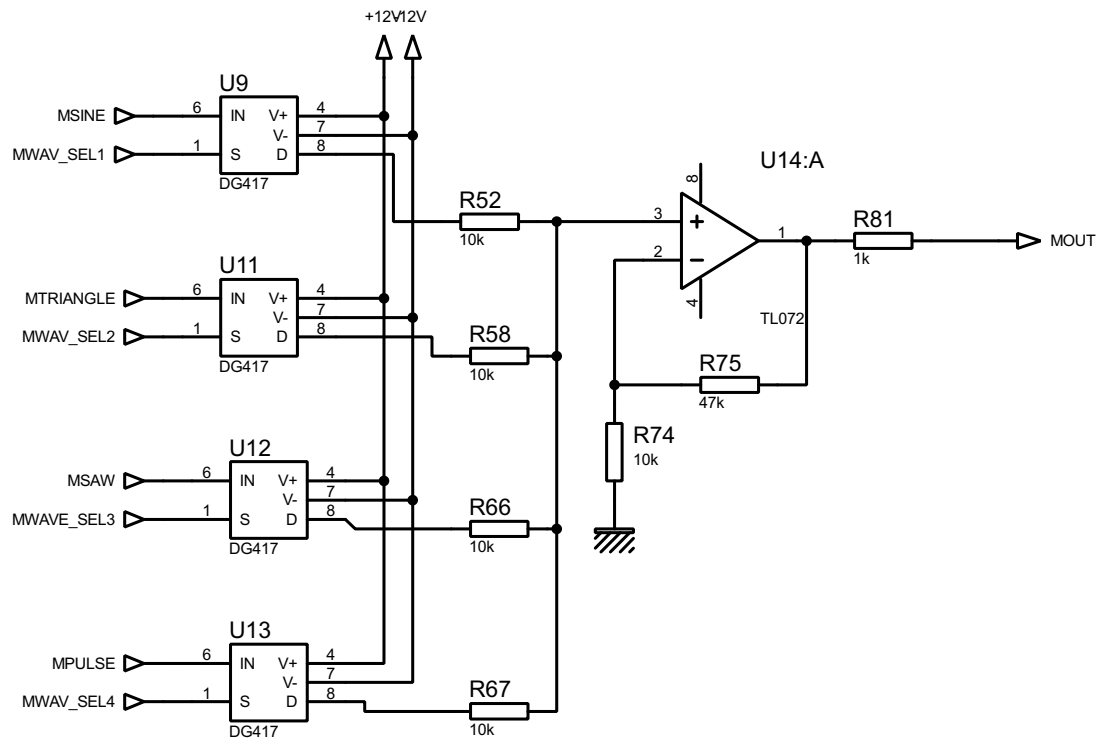 +12V-12V
U9
MSINE 6 IN V+ 4
V- 7
MWAV_SEL1 1 S D 8
DG417
U14:A
R52
10k
8
3
1
2
4
TL072
R81
1k
MOUT
U11
MTRIANGLE 6 IN V+ 4
V- 7
MWAV_SEL2 1 S D 8
DG417
R58
10k
R75
47k
R74
10k
U12
MSAW 6 IN V+ 4
V- 7
MWAVE_SEL3 1 S D 8
DG417
R66
10k
U13
MPULSE 6 IN V+ 4
V- 7
MWAV_SEL4 1 S D 8
DG417
R67
10k